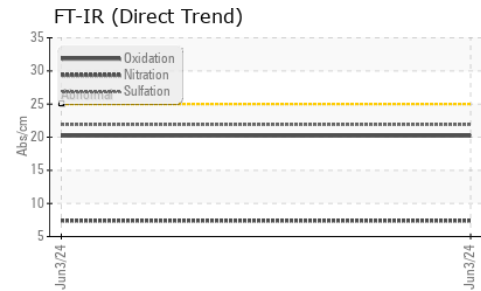 FT-IR (Direct Trend)
35
30
25
20
15
10
5
Abs/cm
Oxidation
Nitration
Sulfation
Abnormal
Jun3/24
Jun3/24